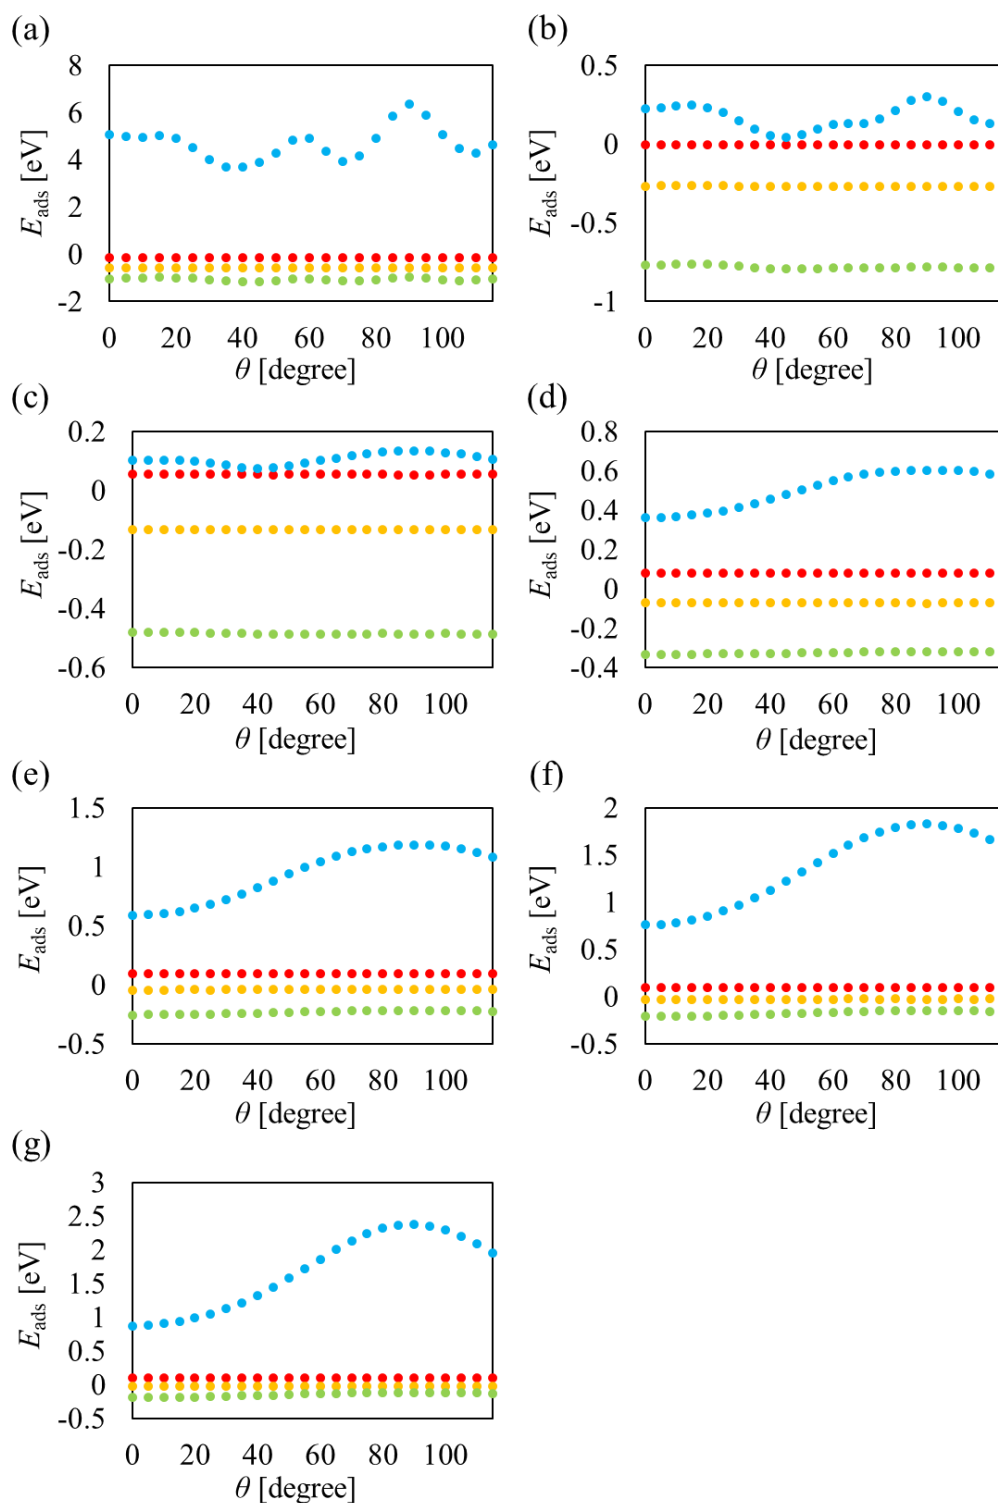 (a)
8
6
4
2
0
-2
E_ads [eV]
0 20 40 60 80 100
θ [degree]
(b)
0.5
0
-0.5
-1
E_ads [eV]
0 20 40 60 80 100
θ [degree]
(c)
0.2
0
-0.2
-0.4
-0.6
E_ads [eV]
0 20 40 60 80 100
θ [degree]
(d)
0.8
0.6
0.4
0.2
0
-0.2
-0.4
E_ads [eV]
0 20 40 60 80 100
θ [degree]
(e)
1.5
1
0.5
0
-0.5
E_ads [eV]
0 20 40 60 80 100
θ [degree]
(f)
2
1.5
1
0.5
0
-0.5
E_ads [eV]
0 20 40 60 80 100
θ [degree]
(g)
3
2.5
2
1.5
1
0.5
0
-0.5
E_ads [eV]
0 20 40 60 80 100
θ [degree]